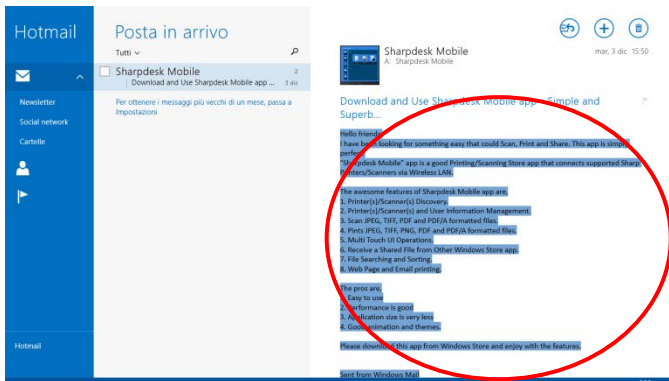 Hotmail
Newsletter
Social network
Cartelle
Hotmail
Posta in arrivo
Tutti
Sharpdesk Mobile 2
Download and Use Sharpdesk Mobile app ... 3 dic
Per ottenere i messaggi più vecchi di un mese, passa a
Impostazioni
Sharpdesk Mobile
A: Sharpdesk Mobile
mar, 3 dic 15:50
Download and Use Sharpdesk Mobile app - Simple and
Superb...
Hello friends
I have been looking for something easy that could Scan, Print and Share. This app is simply
perfect
"Sharpdesk Mobile" app is a good Printing/Scanning Store app that connects supported Sharp
Printers/Scanners via Wireless LAN.
The awesome features of Sharpdesk Mobile app are,
1. Printer(s)/Scanner(s) Discovery.
2. Printer(s)/Scanner(s) and User Information Management.
3. Scan JPEG, TIFF, PDF and PDF/A formatted files.
4. Pints JPEG, TIFF, PNG, PDF and PDF/A formatted files.
5. Multi Touch UI Operations.
6. Receive a Shared File from Other Windows Store app.
7. File Searching and Sorting.
8. Web Page and Email printing.
The pros are,
1. Easy to use
2. Performance is good
3. Application size is very less
4. Good animation and themes.
Please download this app from Windows Store and enjoy with the features.
Sent from Windows Mail